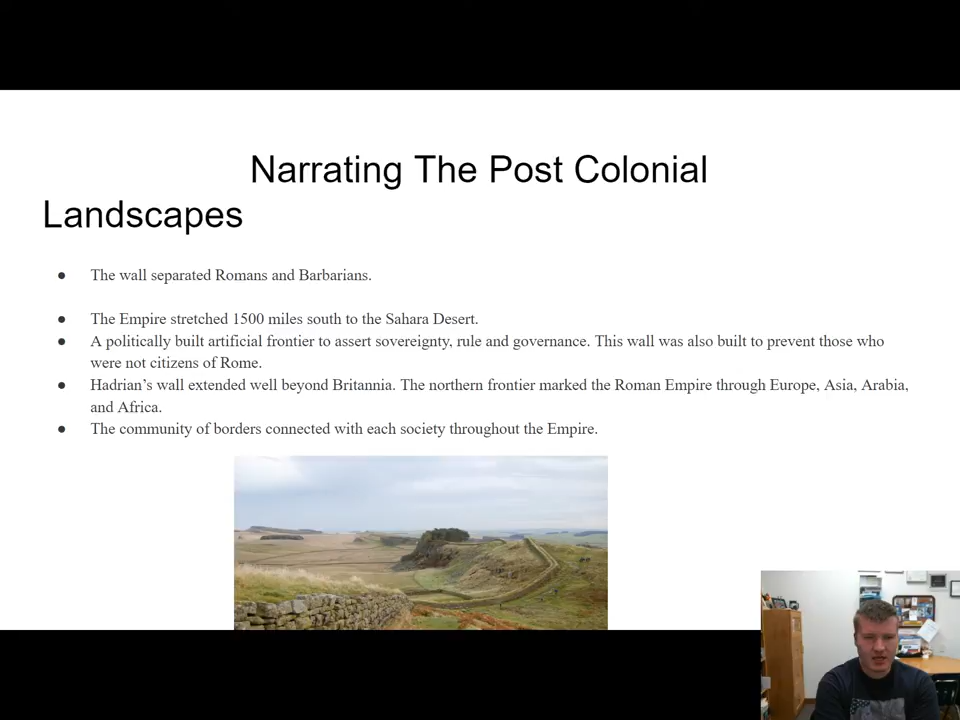 Narrating The Post Colonial
Landscapes
● The wall separated Romans and Barbarians.
● The Empire stretched 1500 miles south to the Sahara Desert.
● A politically built artificial frontier to assert sovereignty, rule and governance. This wall was also built to prevent those who
were not citizens of Rome.
● Hadrian’s wall extended well beyond Britannia. The northern frontier marked the Roman Empire through Europe, Asia, Arabia,
and Africa.
● The community of borders connected with each society throughout the Empire.